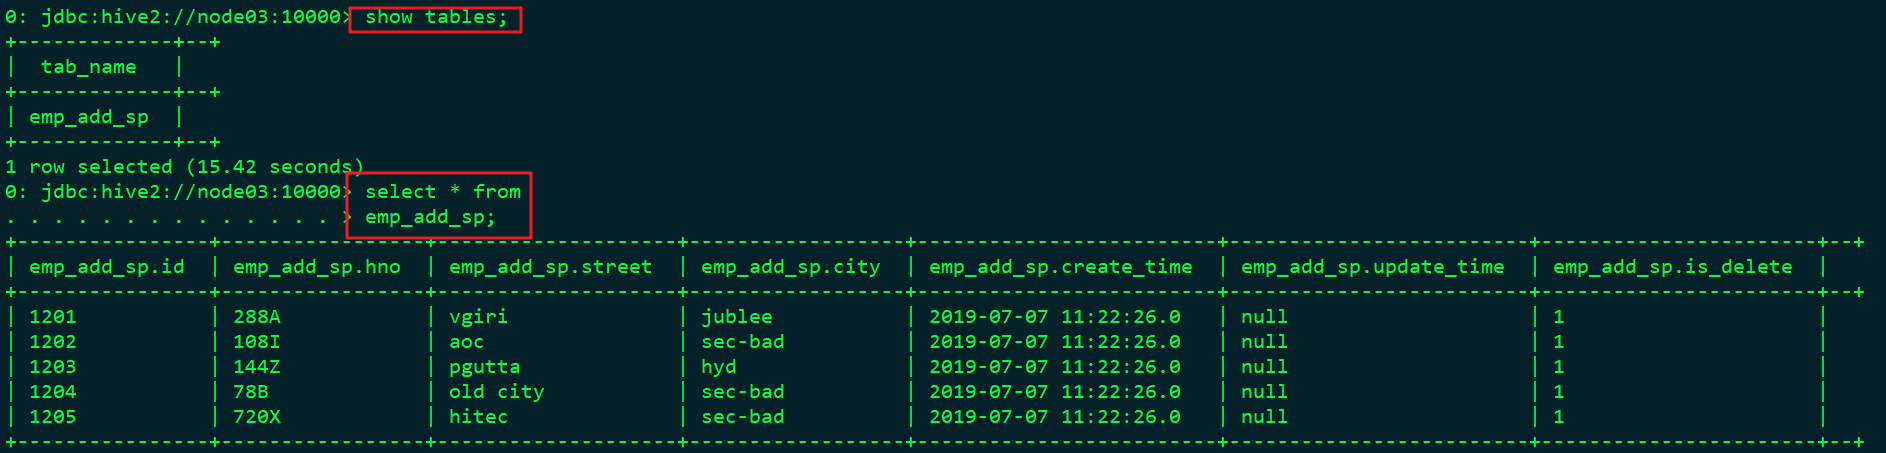 0: jdbc:hive2://node03:10000> show tables;
+-------------+--+
|  tab_name   |
+-------------+--+
| emp_add_sp  |
+-------------+--+
1 row selected (15.42 seconds)
0: jdbc:hive2://node03:10000> select * from
. . . . . . . . . . . . . . > emp_add_sp;
+----------------+-----------------+--------------------+------------------+-------------------------+-------------------------+-----------------------+--+
| emp_add_sp.id  | emp_add_sp.hno  | emp_add_sp.street  | emp_add_sp.city  | emp_add_sp.create_time  | emp_add_sp.update_time  | emp_add_sp.is_delete  |
+----------------+-----------------+--------------------+------------------+-------------------------+-------------------------+-----------------------+--+
| 1201           | 288A            | vgiri              | jublee           | 2019-07-07 11:22:26.0   | null                    | 1                     |
| 1202           | 108I            | aoc                | sec-bad          | 2019-07-07 11:22:26.0   | null                    | 1                     |
| 1203           | 144Z            | pgutta             | hyd              | 2019-07-07 11:22:26.0   | null                    | 1                     |
| 1204           | 78B             | old city           | sec-bad          | 2019-07-07 11:22:26.0   | null                    | 1                     |
| 1205           | 720X            | hitec              | sec-bad          | 2019-07-07 11:22:26.0   | null                    | 1                     |
+----------------+-----------------+--------------------+------------------+-------------------------+-------------------------+-----------------------+--+